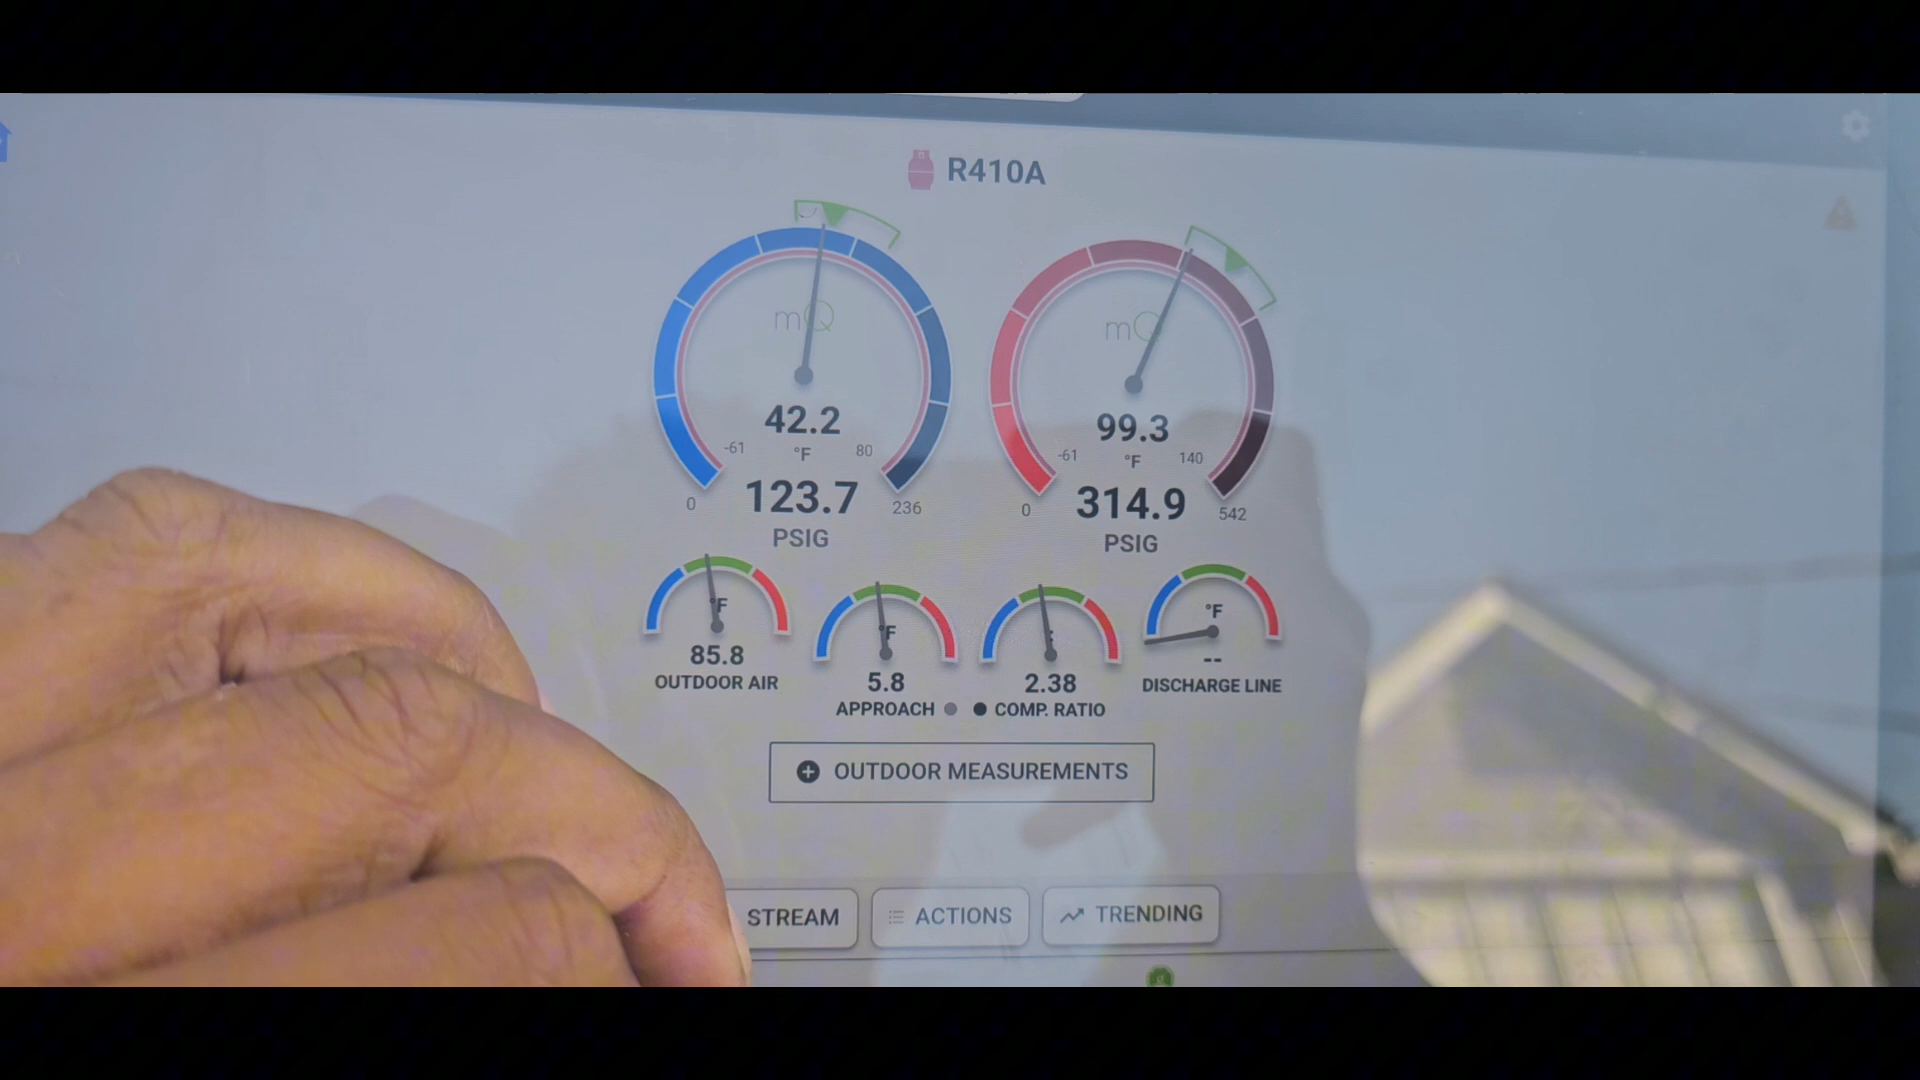 R410A
mQ
mQ
42.2
99.3
-61 °F 80
-61 °F 140
0 123.7 236
0 314.9 542
PSIG
PSIG
°F
°F
°F
85.8
5.8
2.38
--
OUTDOOR AIR
DISCHARGE LINE
APPROACH
COMP. RATIO
OUTDOOR MEASUREMENTS
STREAM
ACTIONS
TRENDING